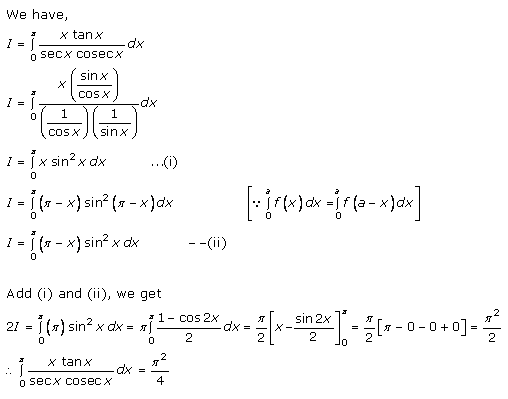 We have,
I = ∫₀^π (x tan x)/(sec x cosec x) dx
I = ∫₀^π x((sin x)/(cos x))/((1/(cos x))(1/(sin x))) dx
I = ∫₀^π x sin² x dx ...(i)
I = ∫₀^π (π − x) sin² (π − x) dx [∵ ∫₀^a f(x) dx = ∫₀^a f(a − x) dx]
I = ∫₀^π (π − x) sin² x dx - -(ii)
Add (i) and (ii), we get
2I = ∫₀^π (π) sin² x dx = π∫₀^π (1 − cos 2x)/2 dx = π/2 [x − (sin 2x)/2]₀^π = π/2 [π − 0 − 0 + 0] = π²/2
∴ ∫₀^π (x tan x)/(sec x cosec x) dx = π²/4